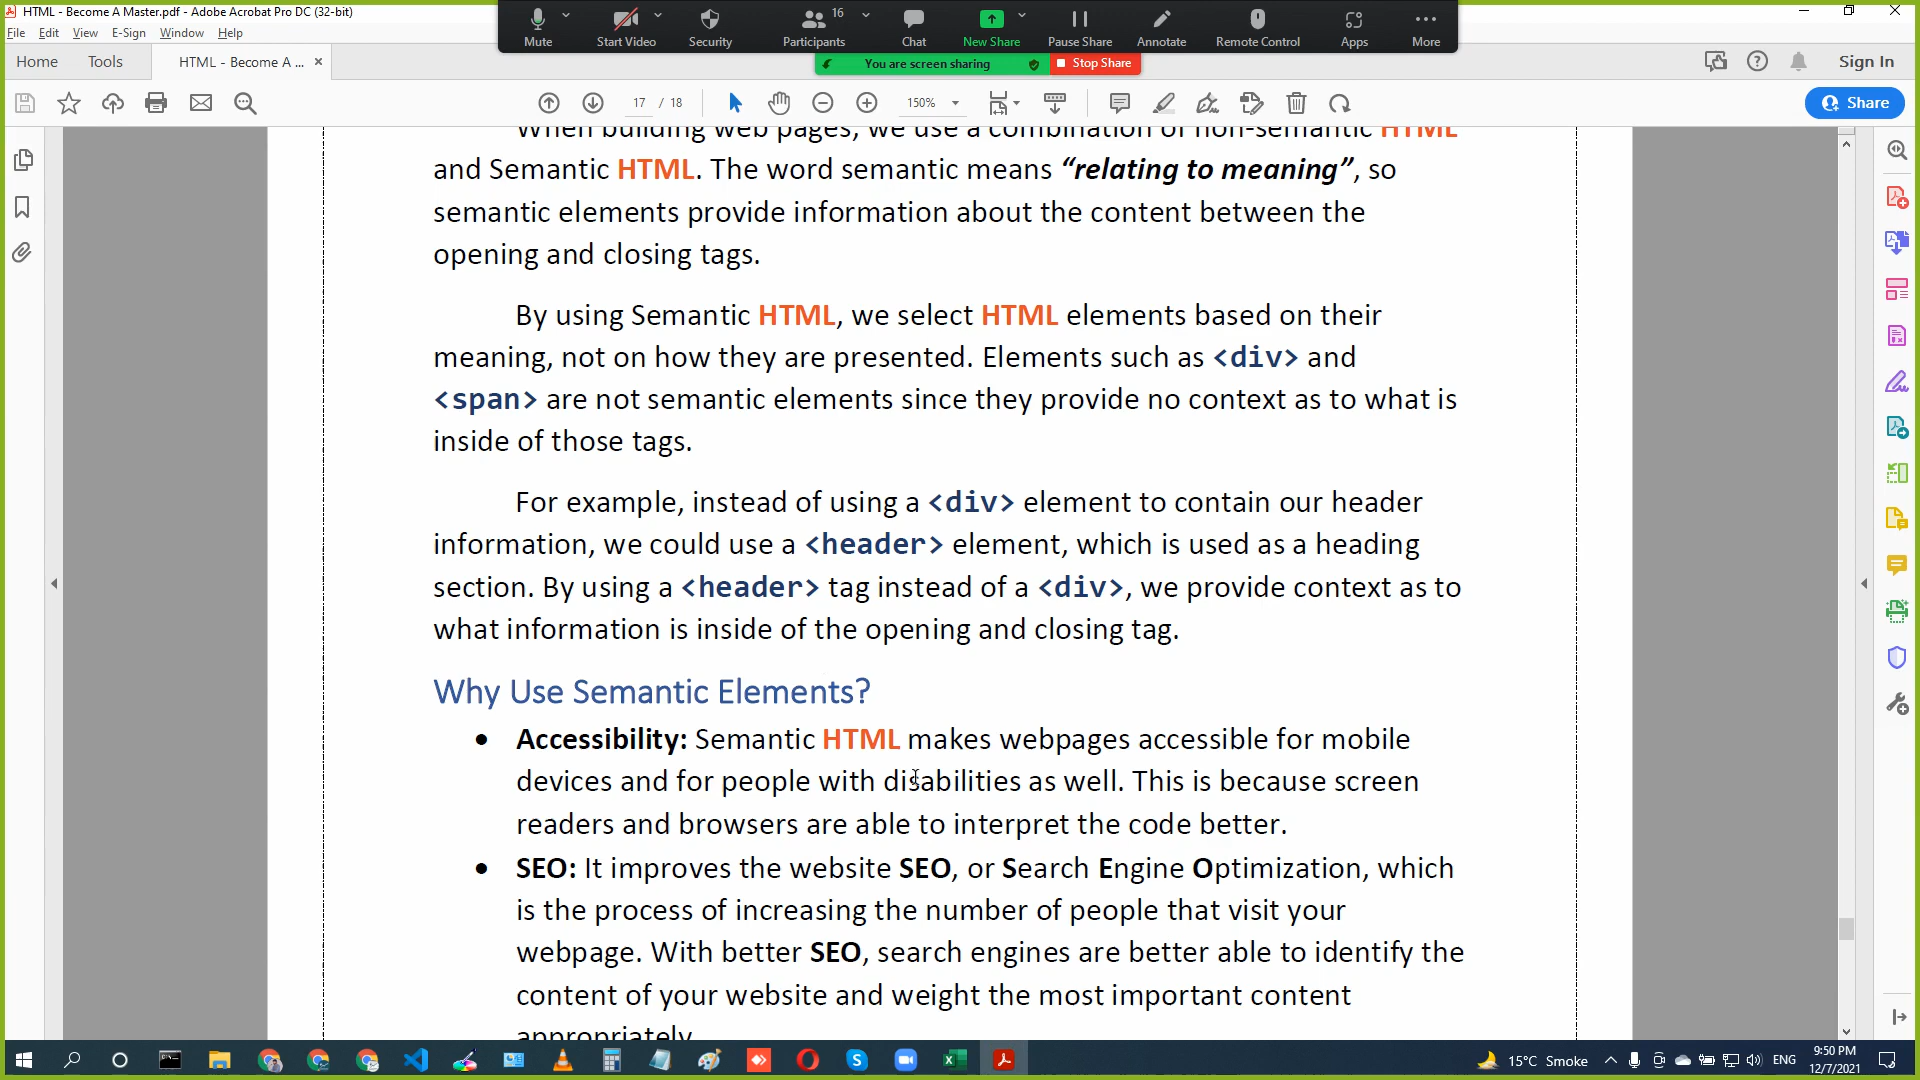 HTML - Become A Master.pdf - Adobe Acrobat Pro DC (32-bit)
File Edit View E-Sign Window Help
Mute Start Video Security Participants 16 Chat New Share Pause Share Annotate Remote Control Apps More
You are screen sharing Stop Share
Home Tools HTML - Become A ... × Sign In
17 / 18 150% Share
When building web pages, we use a combination of non-semantic HTML
and Semantic HTML. The word semantic means “relating to meaning”, so
semantic elements provide information about the content between the
opening and closing tags.
By using Semantic HTML, we select HTML elements based on their
meaning, not on how they are presented. Elements such as <div> and
<span> are not semantic elements since they provide no context as to what is
inside of those tags.
For example, instead of using a <div> element to contain our header
information, we could use a <header> element, which is used as a heading
section. By using a <header> tag instead of a <div>, we provide context as to
what information is inside of the opening and closing tag.
Why Use Semantic Elements?
• Accessibility: Semantic HTML makes webpages accessible for mobile
devices and for people with disabilities as well. This is because screen
readers and browsers are able to interpret the code better.
• SEO: It improves the website SEO, or Search Engine Optimization, which
is the process of increasing the number of people that visit your
webpage. With better SEO, search engines are better able to identify the
content of your website and weight the most important content
appropriately.
15°C Smoke ENG 9:50 PM
12/7/2021